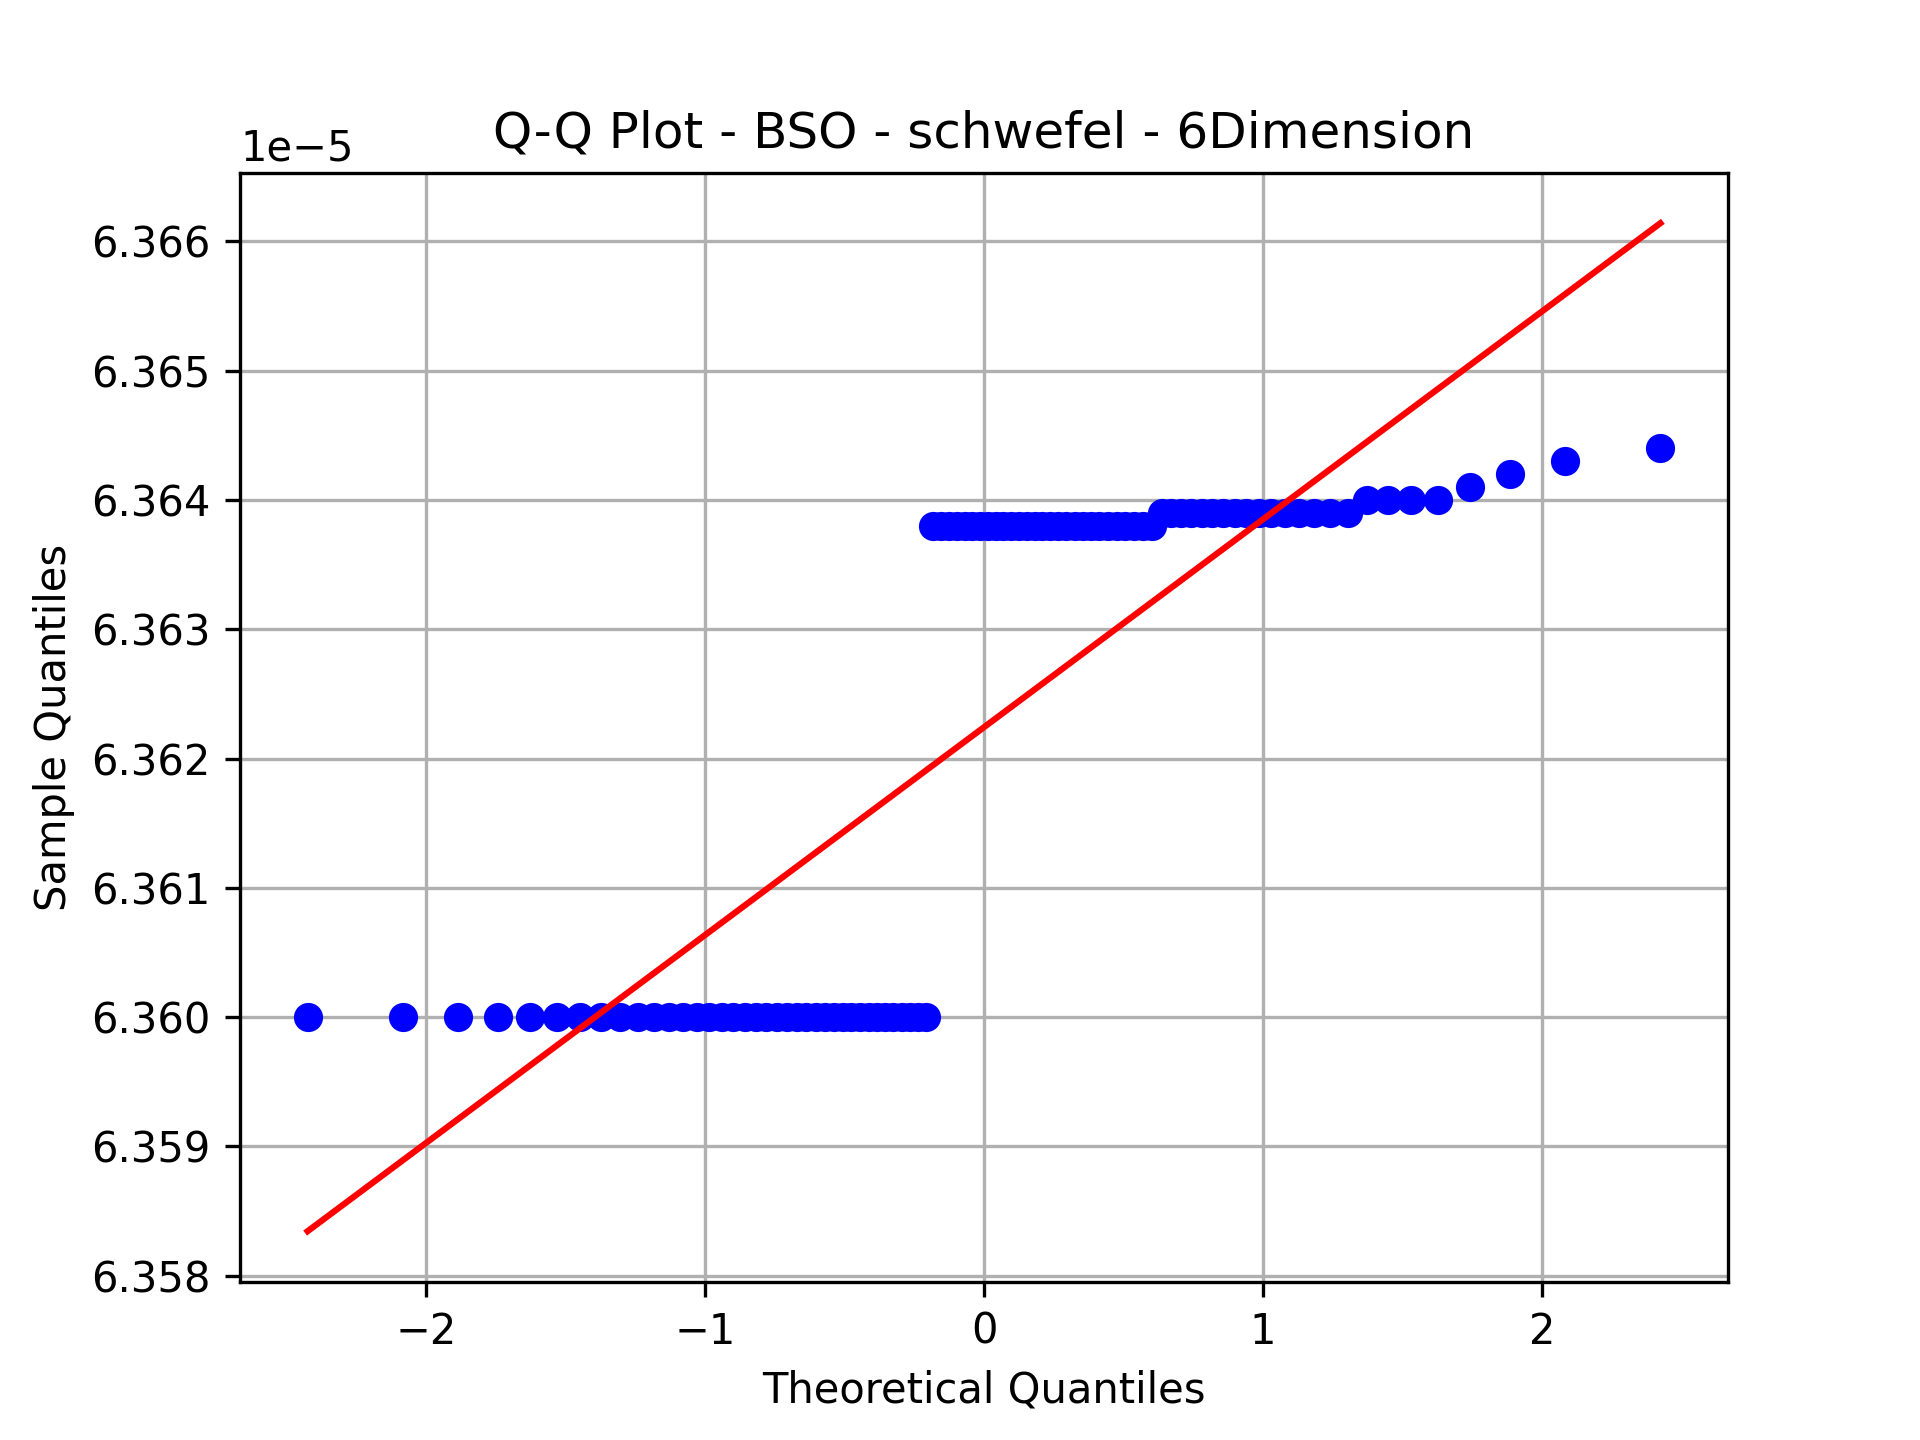 Q-Q Plot - BSO - schwefel - 6Dimension
1e−5
6.366
6.365
6.364
6.363
6.362
6.361
6.360
6.359
6.358
Sample Quantiles
−2 −1 0 1 2
Theoretical Quantiles